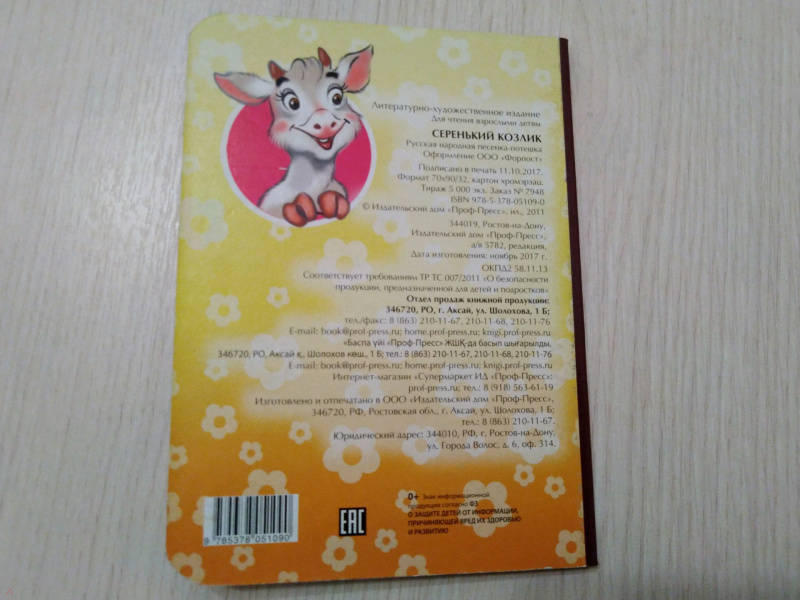 Литературно-художественное издание
Для чтения взрослыми детям
СЕРЕНЬКИЙ КОЗЛИК
Русская народная песенка-потешка
Оформление ООО «Форпост»
Подписано в печать 11.10.2017.
Формат 70х90/32, картон хромэрзац.
Тираж 5 000 экз. Заказ № 7948
ISBN 978-5-378-05109-0
© Издательский дом «Проф-Пресс», ил., 2011
344019, Ростов-на-Дону,
Издательский дом «Проф-Пресс»,
а/я 5782, редакция,
Дата изготовления: ноябрь 2017 г.
ОКПД2 58.11.13
Соответствует требованиям ТР ТС 007/2011 «О безопасности
продукции, предназначенной для детей и подростков»
Отдел продаж книжной продукции:
346720, РО, г. Аксай, ул. Шолохова, 1 Б;
тел./факс: 8 (863) 210-11-67, 210-11-68, 210-11-76
E-mail: book@prof-press.ru; home.prof-press.ru; knigi.prof-press.ru
«Баспа үйі «Проф-Пресс» ЖШҚ-да басып шығарылды,
346720, РО, Аксай қ., Шолохов көш., 1 Б; тел.: 8 (863) 210-11-67, 210-11-68, 210-11-76
E-mail: book@prof-press.ru; home.prof-press.ru; knigi.prof-press.ru
Интернет-магазин «Супермаркет ИД «Проф-Пресс»:
prof-press.ru; тел.: 8 (918) 563-61-19
Изготовлено и отпечатано в ООО «Издательский дом «Проф-Пресс»,
346720, РФ, Ростовская обл., г. Аксай, ул. Шолохова, 1 Б;
тел.: 8 (863) 210-11-67.
Юридический адрес: 344010, РФ, г. Ростов-на-Дону,
ул. Города Волос, д. 6, оф. 314.
9 785378 051090
EAC
0+ Знак информационной
продукции согласно ФЗ
О ЗАЩИТЕ ДЕТЕЙ ОТ ИНФОРМАЦИИ,
ПРИЧИНЯЮЩЕЙ ВРЕД ИХ ЗДОРОВЬЮ
И РАЗВИТИЮ